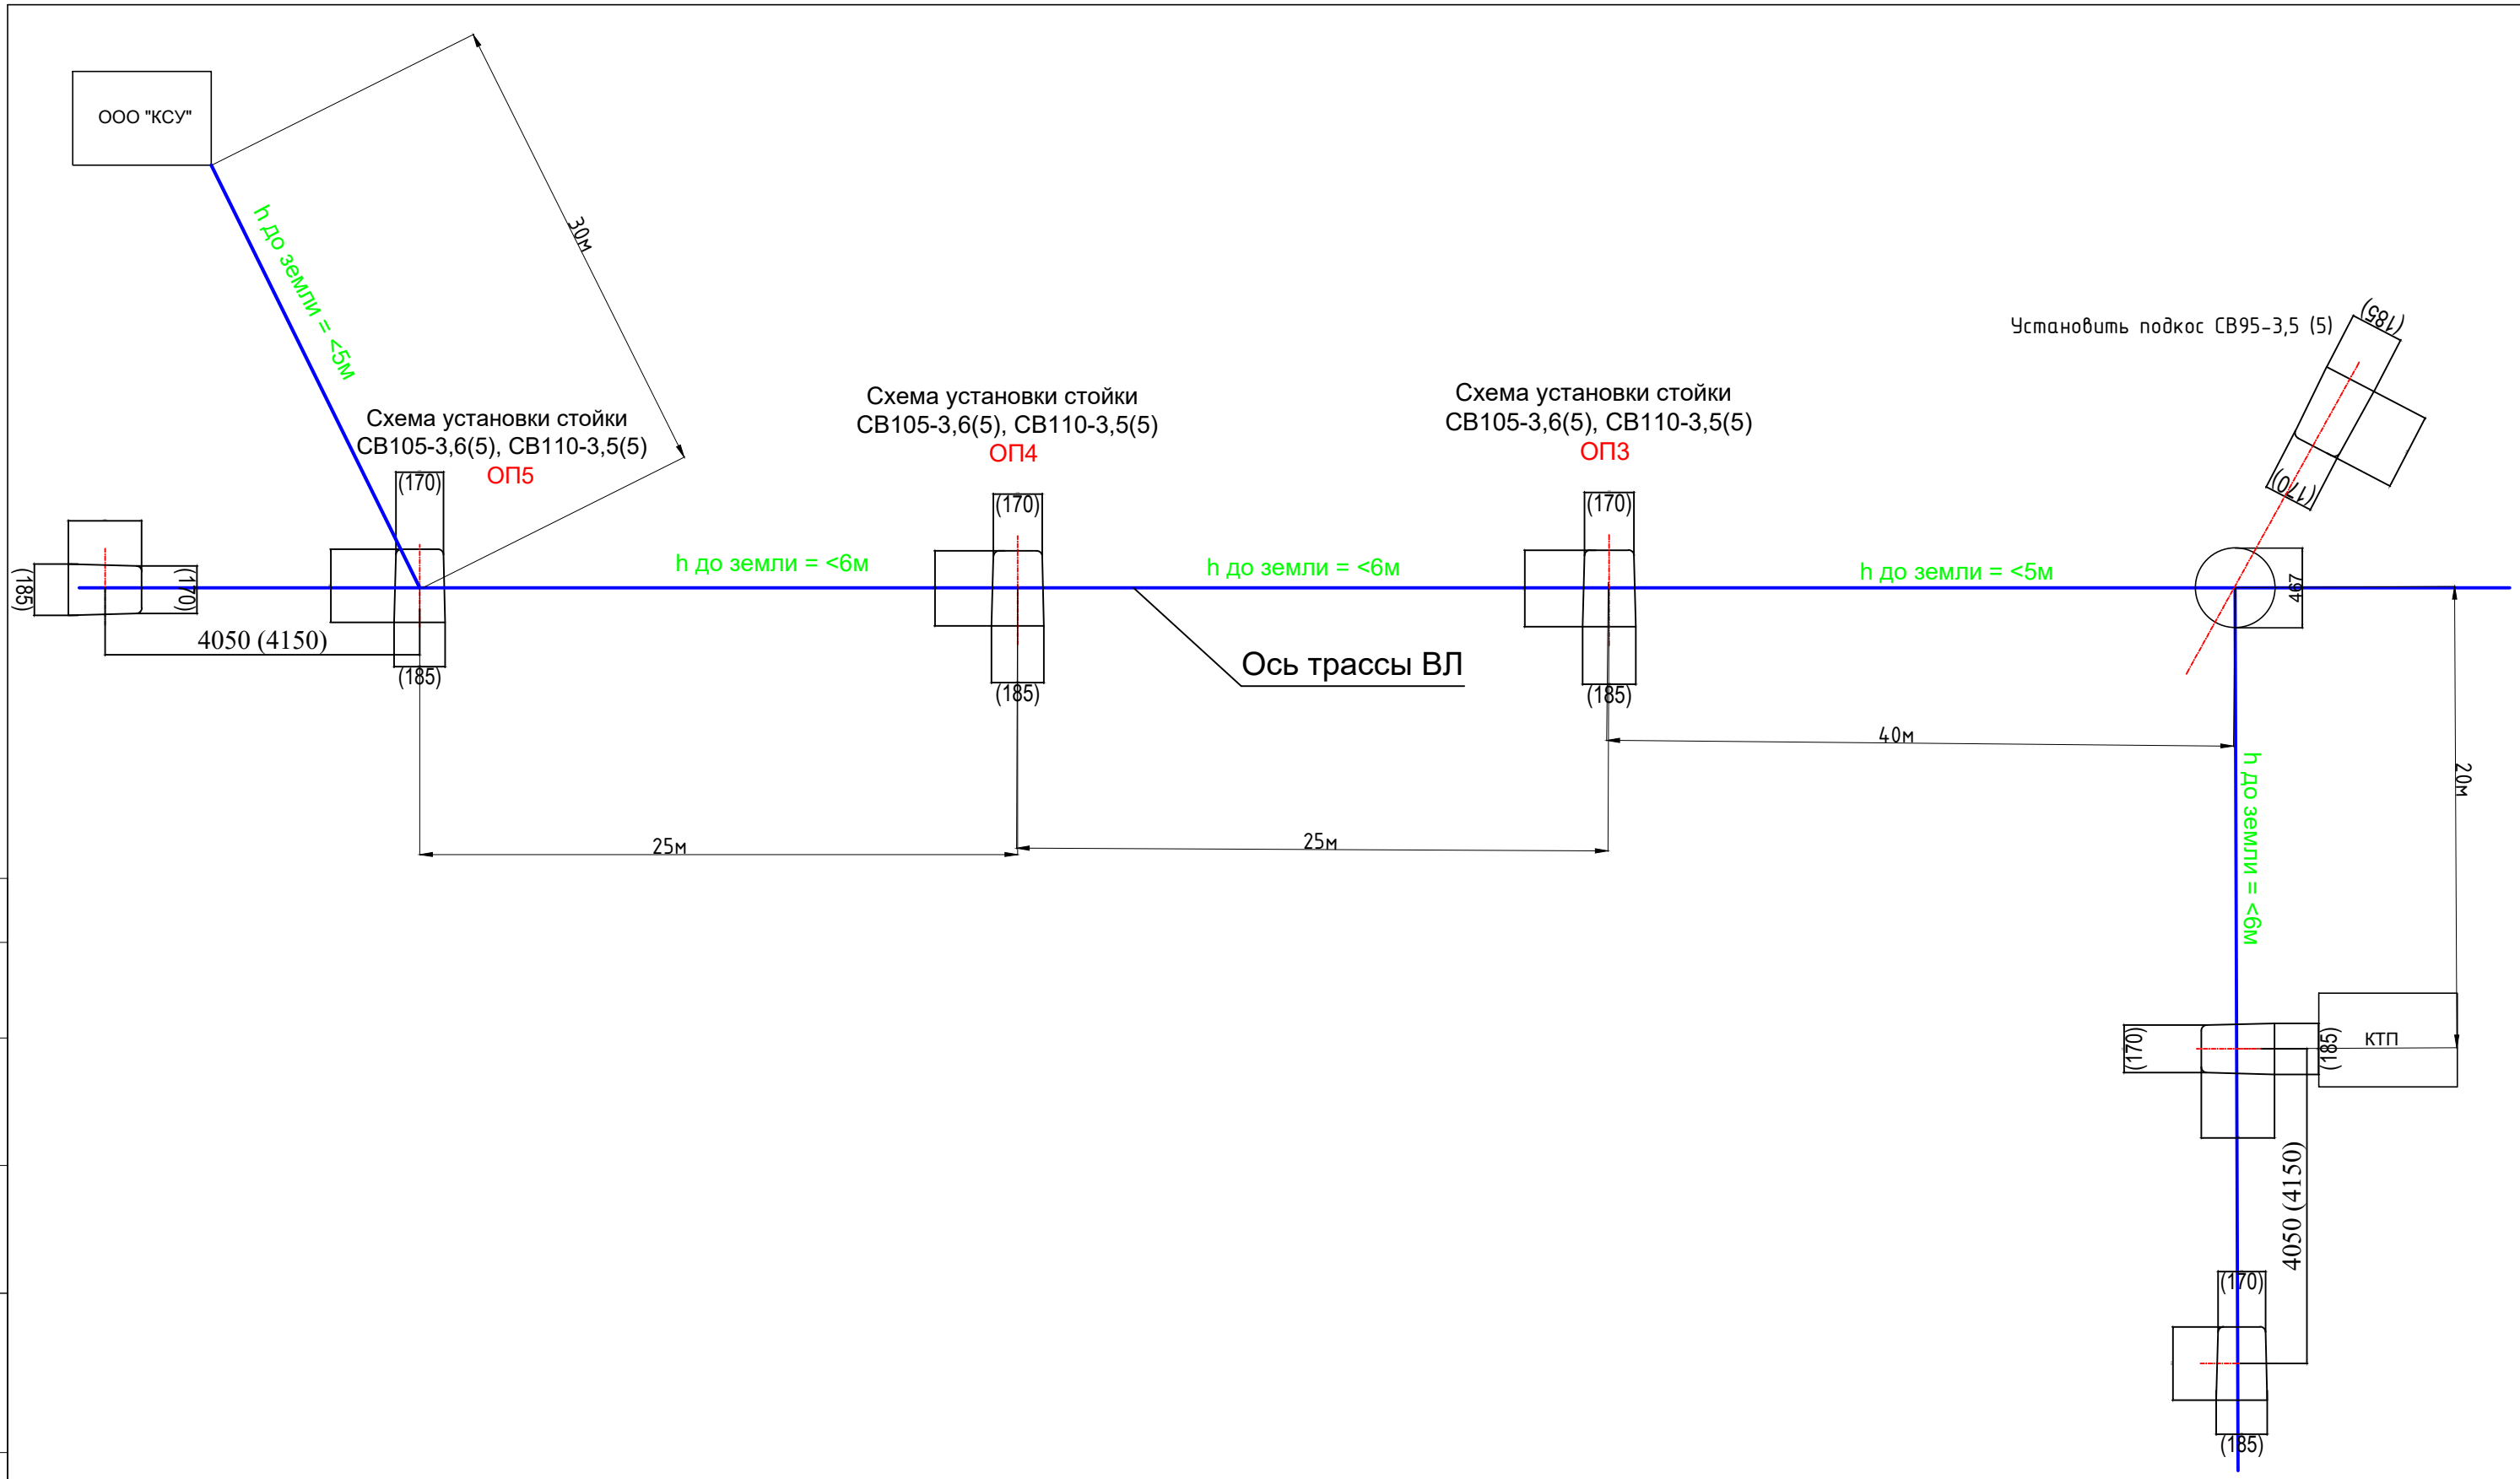 ООО "КСУ"
30м
h до земли = <5м
Установить подкос СВ95-3,5 (5)
(185)
(170)
Схема установки стойки
СВ105-3,6(5), СВ110-3,5(5)
ОП5
Схема установки стойки
СВ105-3,6(5), СВ110-3,5(5)
ОП4
Схема установки стойки
СВ105-3,6(5), СВ110-3,5(5)
ОП3
(170)
(170)
(170)
h до земли = <6м
h до земли = <6м
h до земли = <5м
(185)
(170)
467
4050 (4150)
(185)
(185)
(185)
Ось трассы ВЛ
40м
20м
h до земли = <6м
25м
25м
(170)
(185)
КТП
4050 (4150)
(170)
(185)